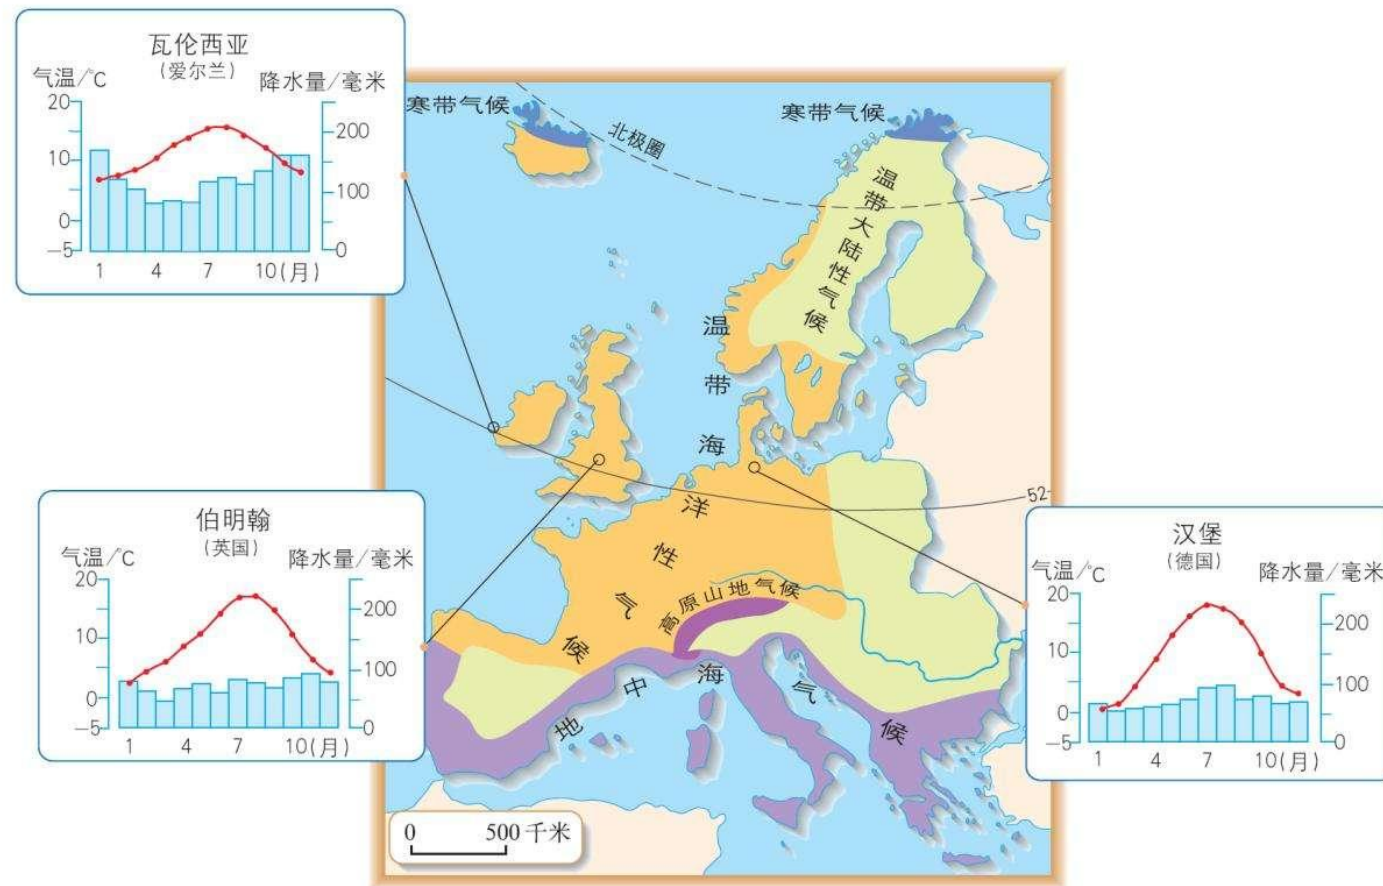 瓦伦西亚
(爱尔兰)
气温/℃
降水量/毫米
20
10
0
−5
200
100
0
1 4 7 10(月)
寒带气候
寒带气候
北极圈
温带大陆性气候
温带海洋性气候
52
高原山地气候
地中海气候
伯明翰
(英国)
气温/℃
降水量/毫米
20
10
0
−5
200
100
0
1 4 7 10(月)
汉堡
(德国)
气温/℃
降水量/毫米
20
10
0
−5
200
100
0
1 4 7 10(月)
0 500 千米